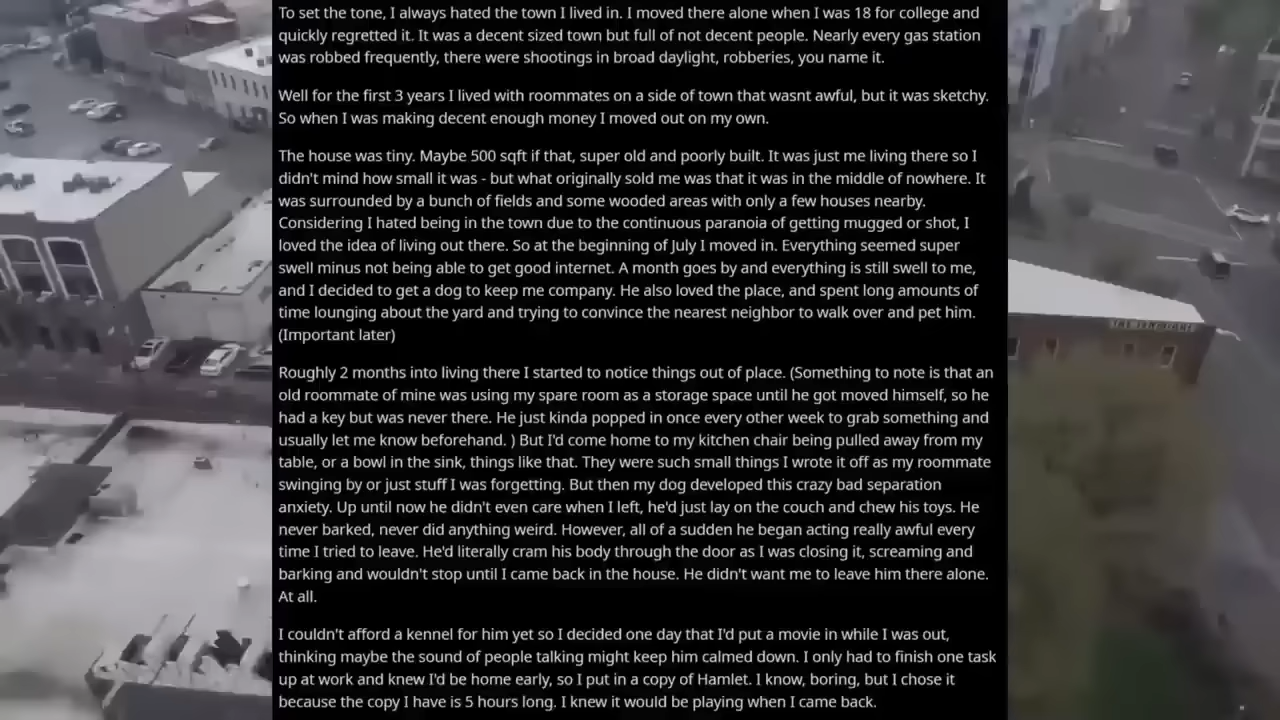 To set the tone, I always hated the town I lived in. I moved there alone when I was 18 for college and
quickly regretted it. It was a decent sized town but full of not decent people. Nearly every gas station
was robbed frequently, there were shootings in broad daylight, robberies, you name it.
Well for the first 3 years I lived with roommates on a side of town that wasnt awful, but it was sketchy.
So when I was making decent enough money I moved out on my own.
The house was tiny. Maybe 500 sqft if that, super old and poorly built. It was just me living there so I
didn't mind how small it was - but what originally sold me was that it was in the middle of nowhere. It
was surrounded by a bunch of fields and some wooded areas with only a few houses nearby.
Considering I hated being in the town due to the continuous paranoia of getting mugged or shot, I
loved the idea of living out there. So at the beginning of July I moved in. Everything seemed super
swell minus not being able to get good internet. A month goes by and everything is still swell to me,
and I decided to get a dog to keep me company. He also loved the place, and spent long amounts of
time lounging about the yard and trying to convince the nearest neighbor to walk over and pet him.
(Important later)
Roughly 2 months into living there I started to notice things out of place. (Something to note is that an
old roommate of mine was using my spare room as a storage space until he got moved himself, so he
had a key but was never there. He just kinda popped in once every other week to grab something and
usually let me know beforehand. ) But I'd come home to my kitchen chair being pulled away from my
table, or a bowl in the sink, things like that. They were such small things I wrote it off as my roommate
swinging by or just stuff I was forgetting. But then my dog developed this crazy bad separation
anxiety. Up until now he didn't even care when I left, he'd just lay on the couch and chew his toys. He
never barked, never did anything weird. However, all of a sudden he began acting really awful every
time I tried to leave. He'd literally cram his body through the door as I was closing it, screaming and
barking and wouldn't stop until I came back in the house. He didn't want me to leave him there alone.
At all.
I couldn't afford a kennel for him yet so I decided one day that I'd put a movie in while I was out,
thinking maybe the sound of people talking might keep him calmed down. I only had to finish one task
up at work and knew I'd be home early, so I put in a copy of Hamlet. I know, boring, but I chose it
because the copy I have is 5 hours long. I knew it would be playing when I came back.